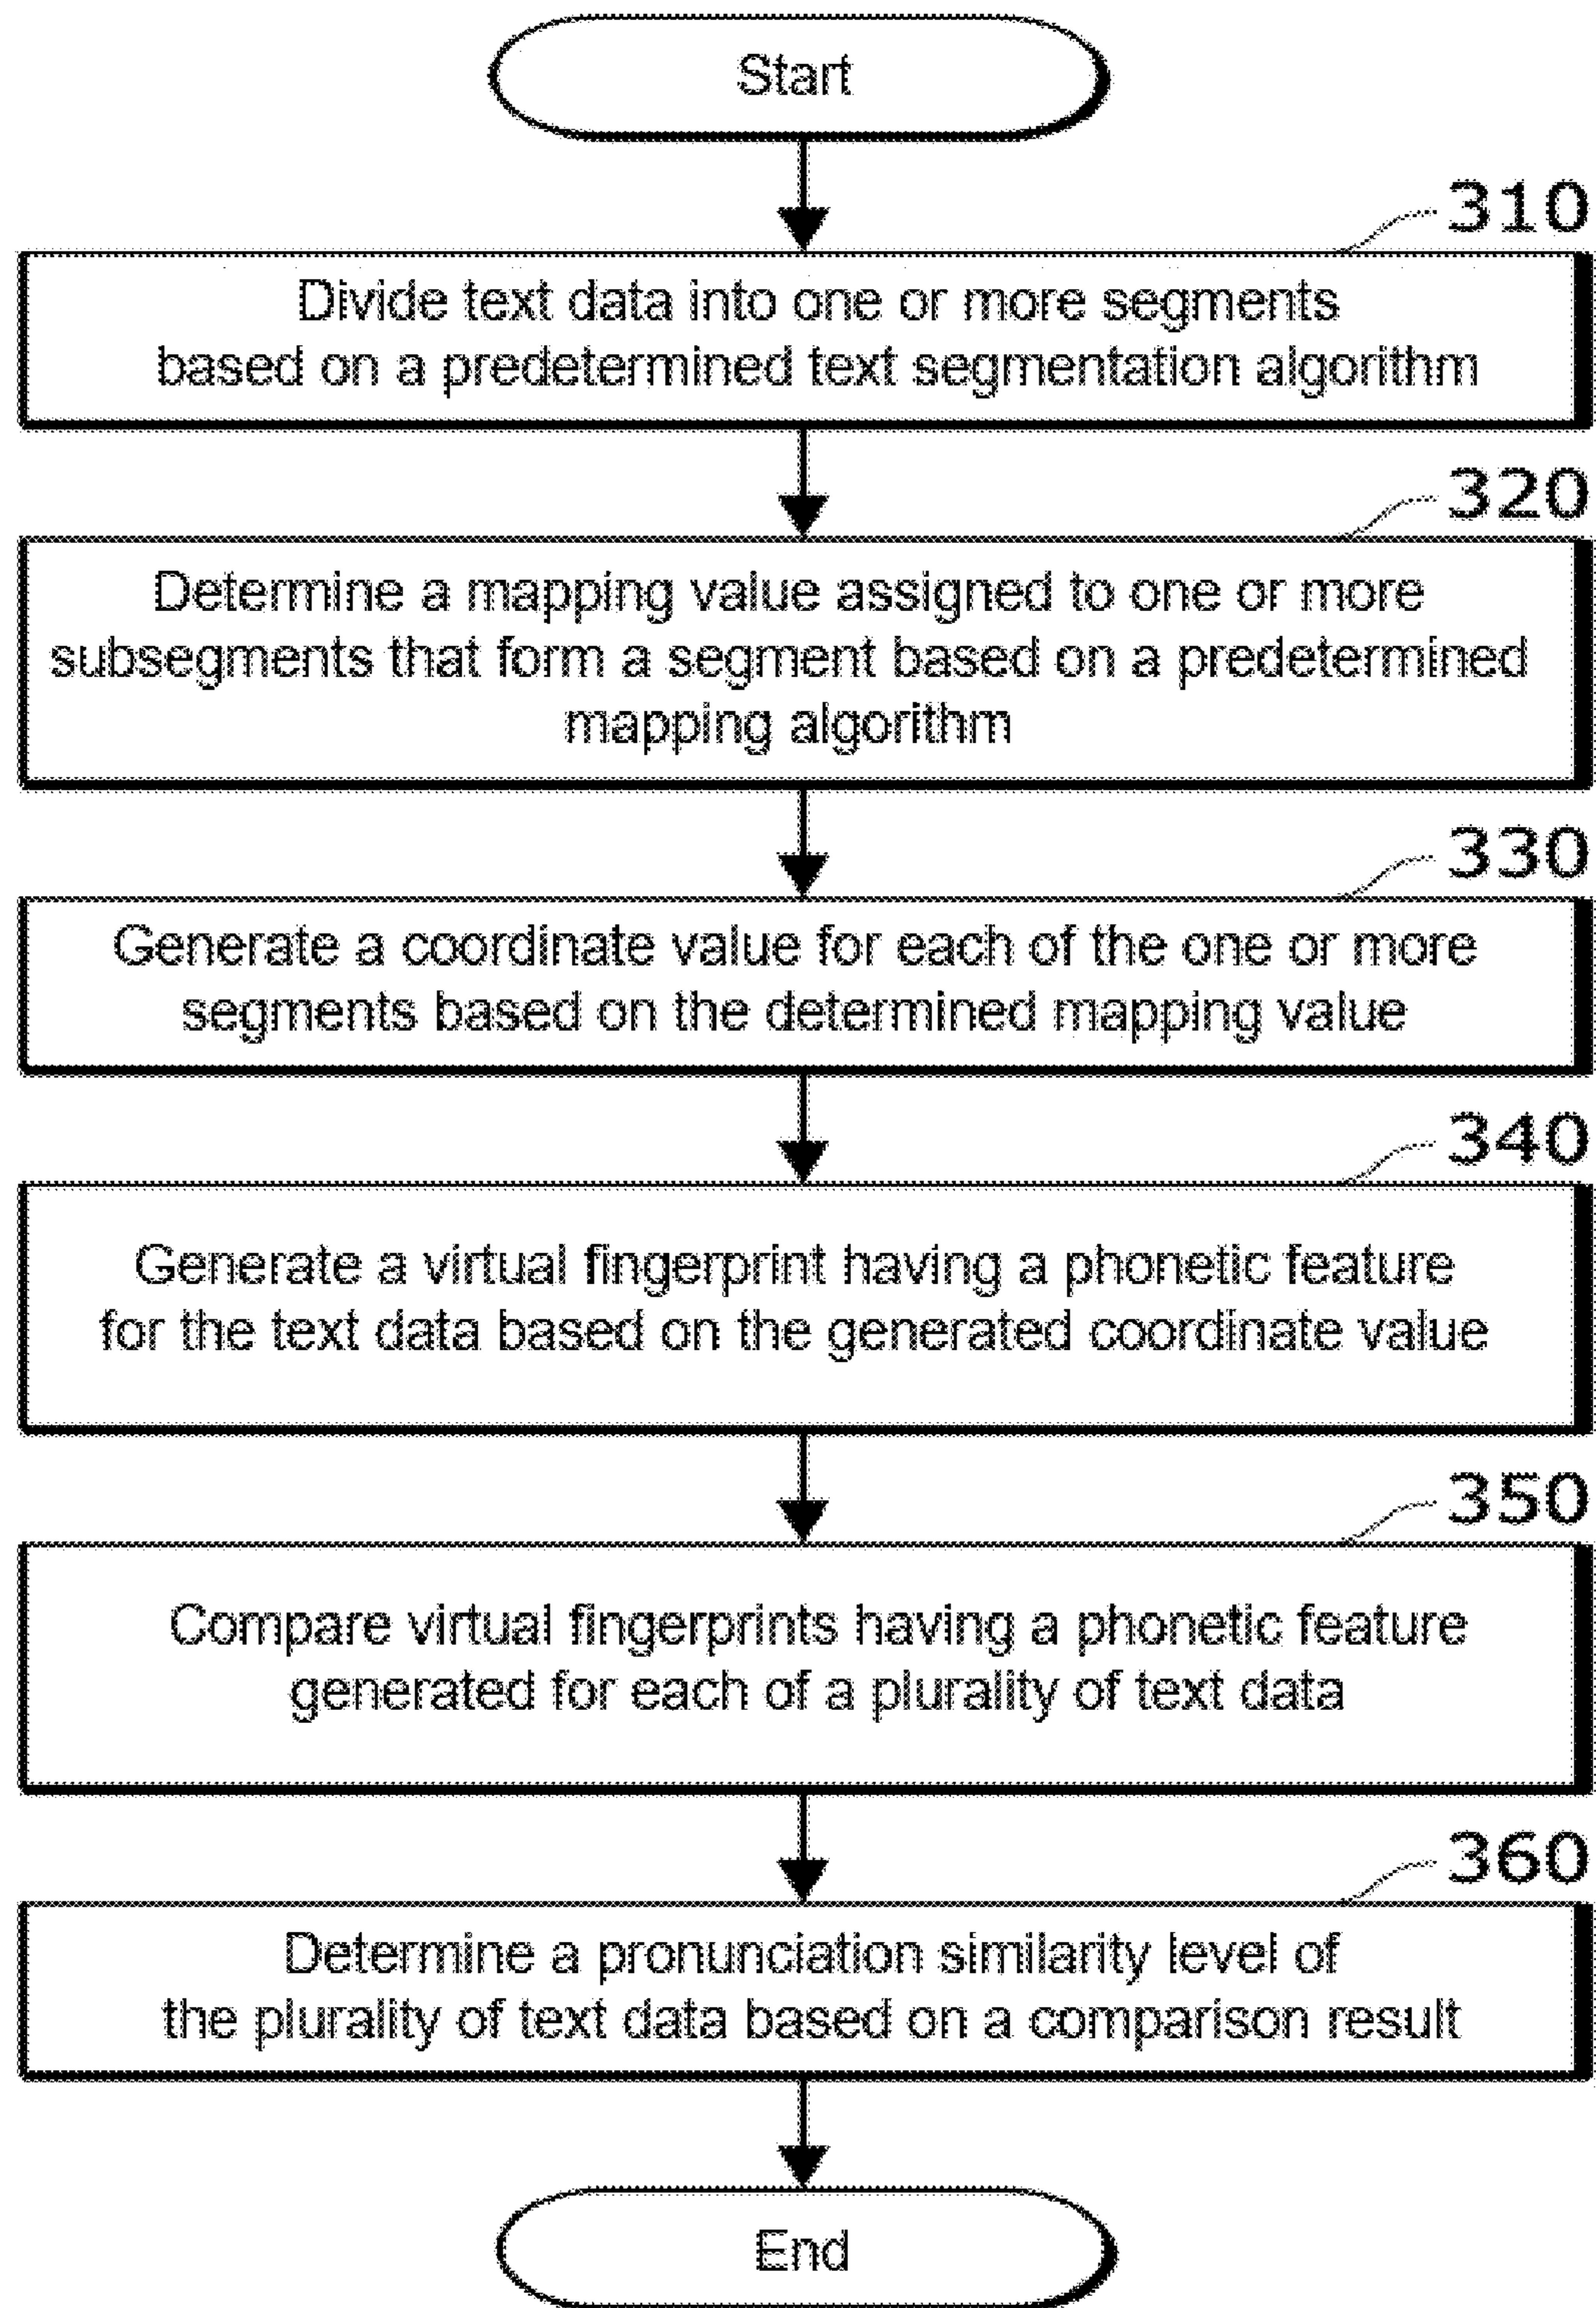 Start
310
Divide text data into one or more segments
based on a predetermined text segmentation algorithm
320
Determine a mapping value assigned to one or more
subsegments that form a segment based on a predetermined
mapping algorithm
330
Generate a coordinate value for each of the one or more
segments based on the determined mapping value
340
Generate a virtual fingerprint having a phonetic feature
for the text data based on the generated coordinate value
350
Compare virtual fingerprints having a phonetic feature
generated for each of a plurality of text data
360
Determine a pronunciation similarity level of
the plurality of text data based on a comparison result
End